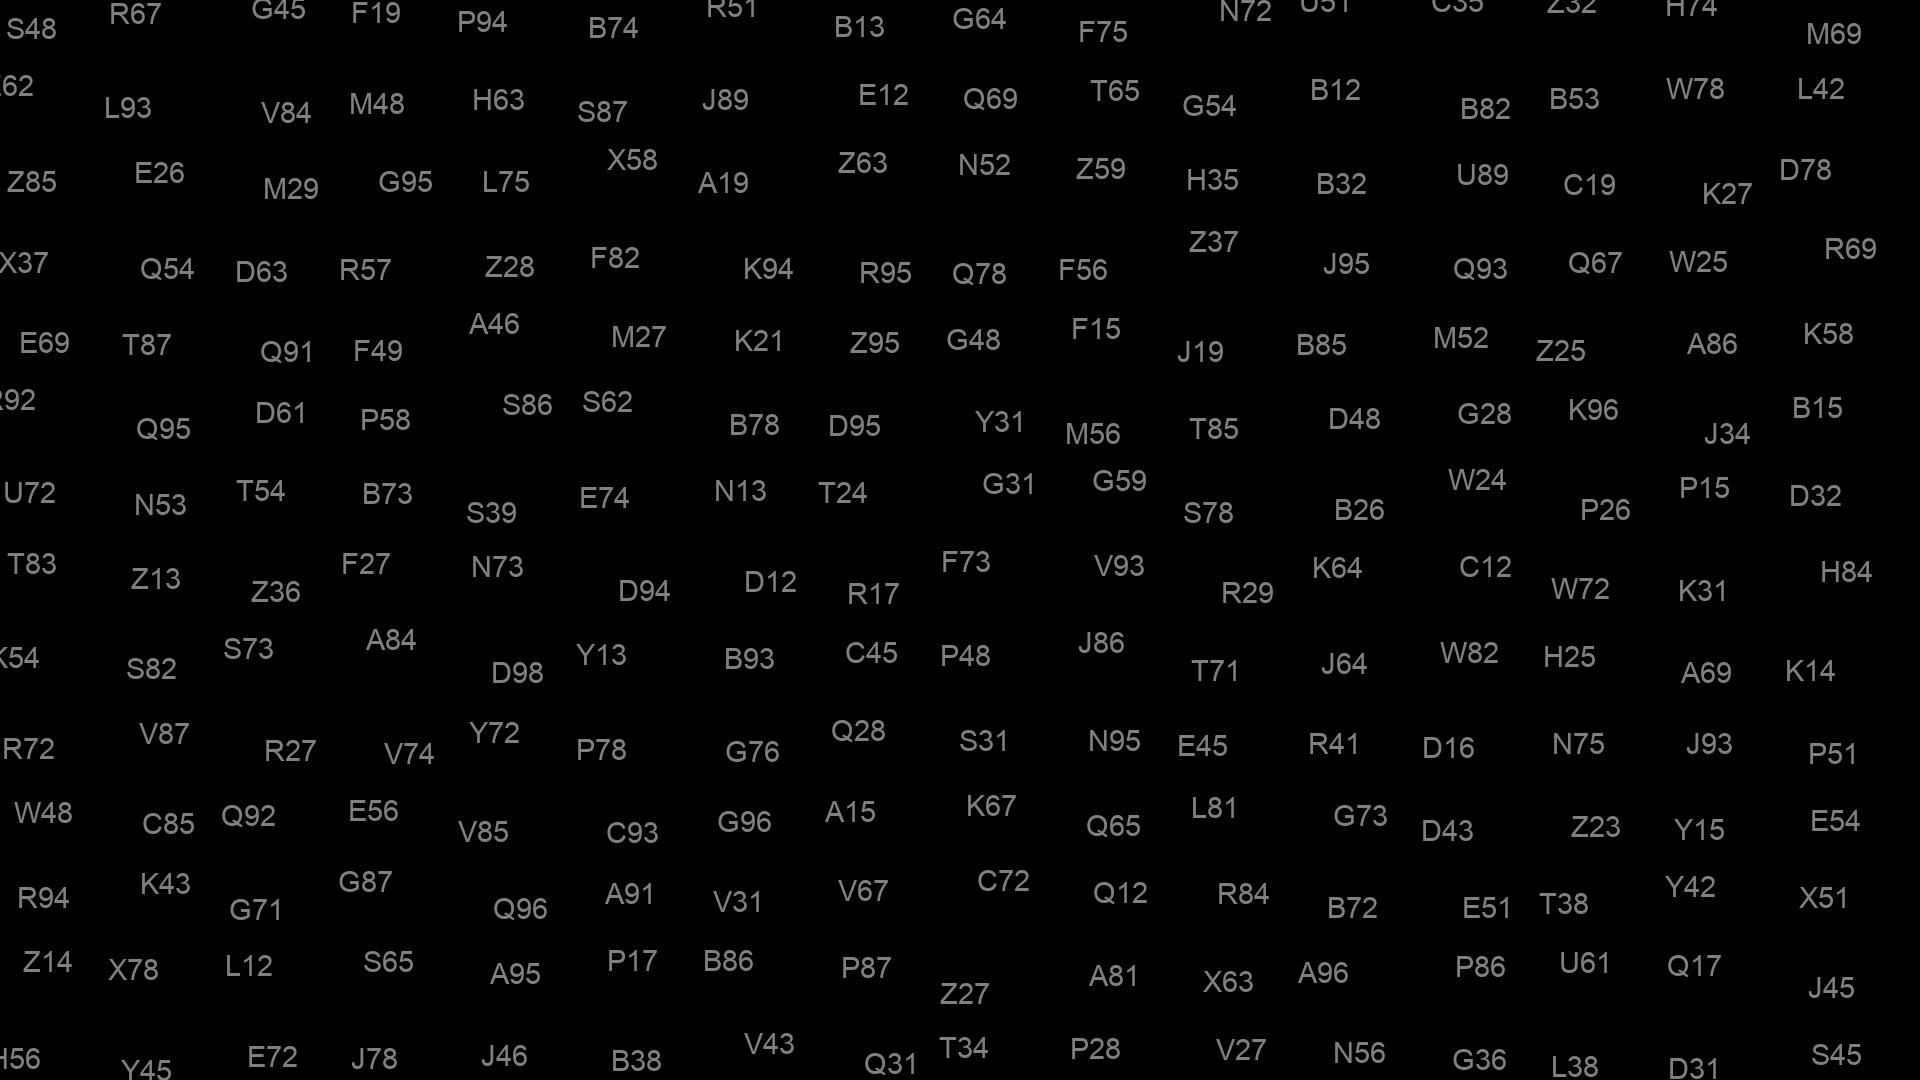 S48 R67 G45 F19 P94 B74 R51 B13 G64 F75 N72 U51 C35 Z32 H74 M69
L93 V84 M48 H63 S87 J89 E12 Q69 T65 G54 B12 B82 B53 W78 L42
Z85 E26 M29 G95 L75 X58 A19 Z63 N52 Z59 H35 B32 U89 C19 K27 D78
X37 Q54 D63 R57 Z28 F82 K94 R95 Q78 F56 Z37 J95 Q93 Q67 W25 R69
E69 T87 Q91 F49 A46 M27 K21 Z95 G48 F15 J19 B85 M52 Z25 A86 K58
R92 Q95 D61 P58 S86 S62 B78 D95 Y31 M56 T85 D48 G28 K96 J34 B15
U72 N53 T54 B73 S39 E74 N13 T24 G31 G59 S78 B26 W24 P26 P15 D32
T83 Z13 Z36 F27 N73 D94 D12 R17 F73 V93 R29 K64 C12 W72 K31 H84
K54 S82 S73 A84 D98 Y13 B93 C45 P48 J86 T71 J64 W82 H25 A69 K14
R72 V87 R27 V74 Y72 P78 G76 Q28 S31 N95 E45 R41 D16 N75 J93 P51
W48 C85 Q92 E56 V85 C93 G96 A15 K67 Q65 L81 G73 D43 Z23 Y15 E54
R94 K43 G71 G87 Q96 A91 V31 V67 C72 Q12 R84 B72 E51 T38 Y42 X51
Z14 X78 L12 S65 A95 P17 B86 P87 Z27 A81 X63 A96 P86 U61 Q17 J45
H56 Y45 E72 J78 J46 B38 V43 Q31 T34 P28 V27 N56 G36 L38 D31 S45